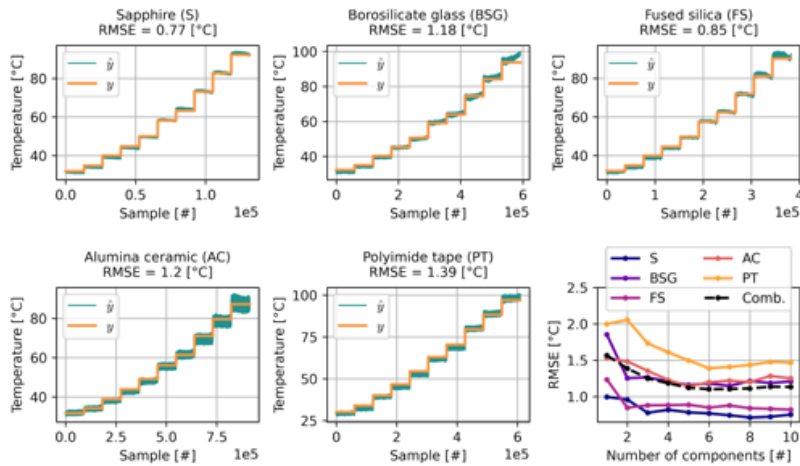 Sapphire (S)
RMSE = 0.77 [°C]
Temperature [°C]
80
60
40
ŷ
y
0.0 0.5 1.0
Sample [#] 1e5
Borosilicate glass (BSG)
RMSE = 1.18 [°C]
Temperature [°C]
100
80
60
40
ŷ
y
0 2 4 6
Sample [#] 1e5
Fused silica (FS)
RMSE = 0.85 [°C]
Temperature [°C]
80
60
40
ŷ
y
0 1 2 3 4
Sample [#] 1e5
Alumina ceramic (AC)
RMSE = 1.2 [°C]
Temperature [°C]
80
60
40
ŷ
y
0.0 2.5 5.0 7.5
Sample [#] 1e5
Polyimide tape (PT)
RMSE = 1.39 [°C]
Temperature [°C]
100
75
50
25
ŷ
y
0 2 4 6
Sample [#] 1e5
S AC
BSG PT
FS Comb.
RMSE [°C]
2.5
2.0
1.5
1.0
2 4 6 8 10
Number of components [#]